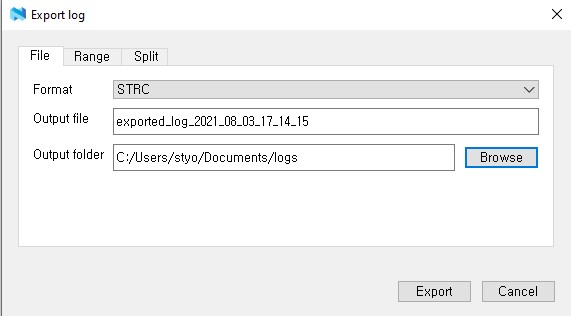 Export log
File Range Split
Format STRC
Output file exported_log_2021_08_03_17_14_15
Output folder C:/Users/styo/Documents/logs Browse
Export Cancel